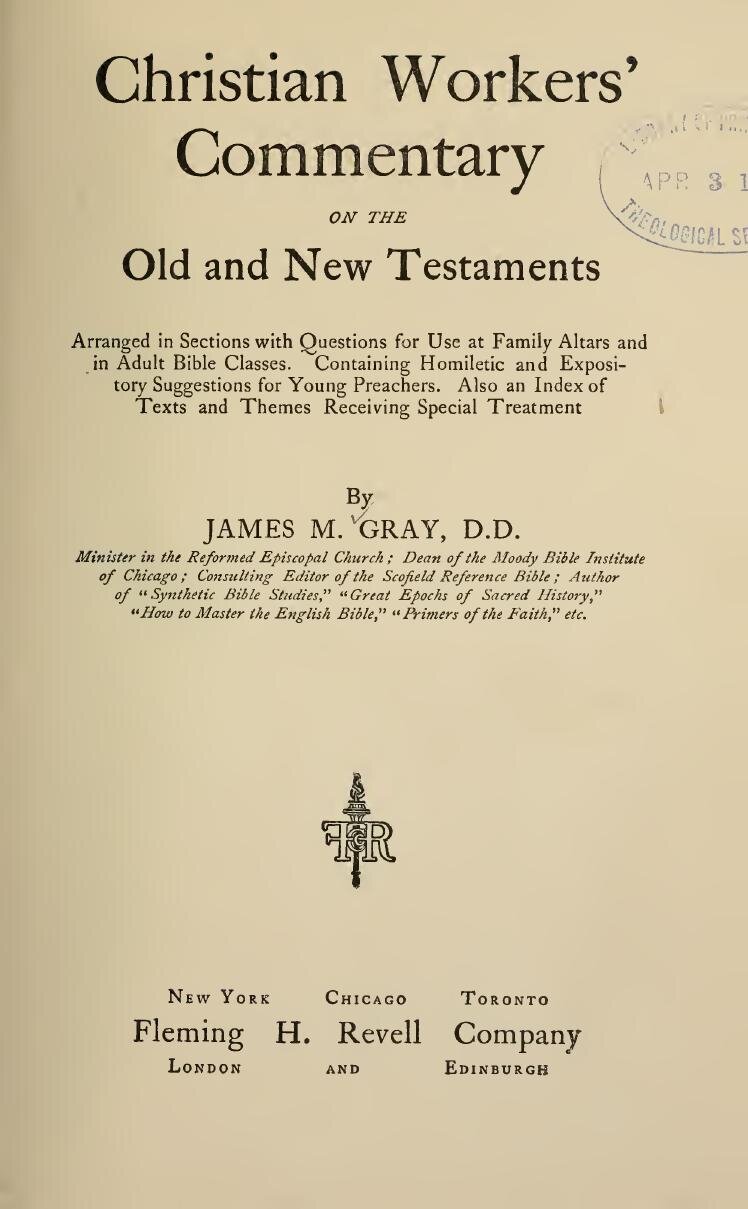 Christian Workers’
Commentary
ON THE
Old and New Testaments
APR 3 1
THEOLOGICAL SE
Arranged in Sections with Questions for Use at Family Altars and
in Adult Bible Classes. Containing Homiletic and Exposi-
tory Suggestions for Young Preachers. Also an Index of
Texts and Themes Receiving Special Treatment
By
JAMES M. GRAY, D.D.
Minister in the Reformed Episcopal Church; Dean of the Moody Bible Institute
of Chicago; Consulting Editor of the Scofield Reference Bible; Author
of “Synthetic Bible Studies,” “Great Epochs of Sacred History,”
“How to Master the English Bible,” “Primers of the Faith,” etc.
NEW YORK CHICAGO TORONTO
Fleming H. Revell Company
LONDON AND EDINBURGH